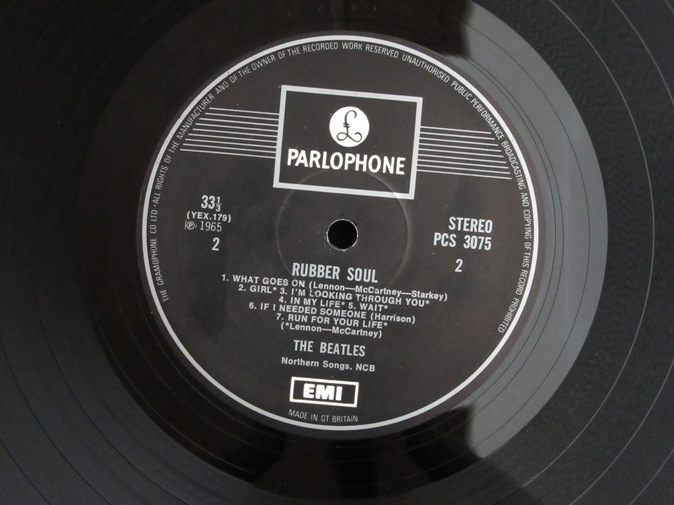 THE GRAMOPHONE CO LTD · ALL RIGHTS OF THE MANUFACTURER AND OF THE OWNER OF THE RECORDED WORK RESERVED UNAUTHORISED PUBLIC PERFORMANCE BROADCASTING AND COPYING OF THIS RECORD PROHIBITED
£
PARLOPHONE
33⅓
(YEX.179)
℗ 1965
2
STEREO
PCS 3075
2
RUBBER SOUL
1. WHAT GOES ON (Lennon—McCartney—Starkey)
2. GIRL* 3. I'M LOOKING THROUGH YOU*
4. IN MY LIFE* 5. WAIT*
6. IF I NEEDED SOMEONE (Harrison)
7. RUN FOR YOUR LIFE*
(*Lennon—McCartney)
THE BEATLES
Northern Songs, NCB
EMI
MADE IN GT BRITAIN